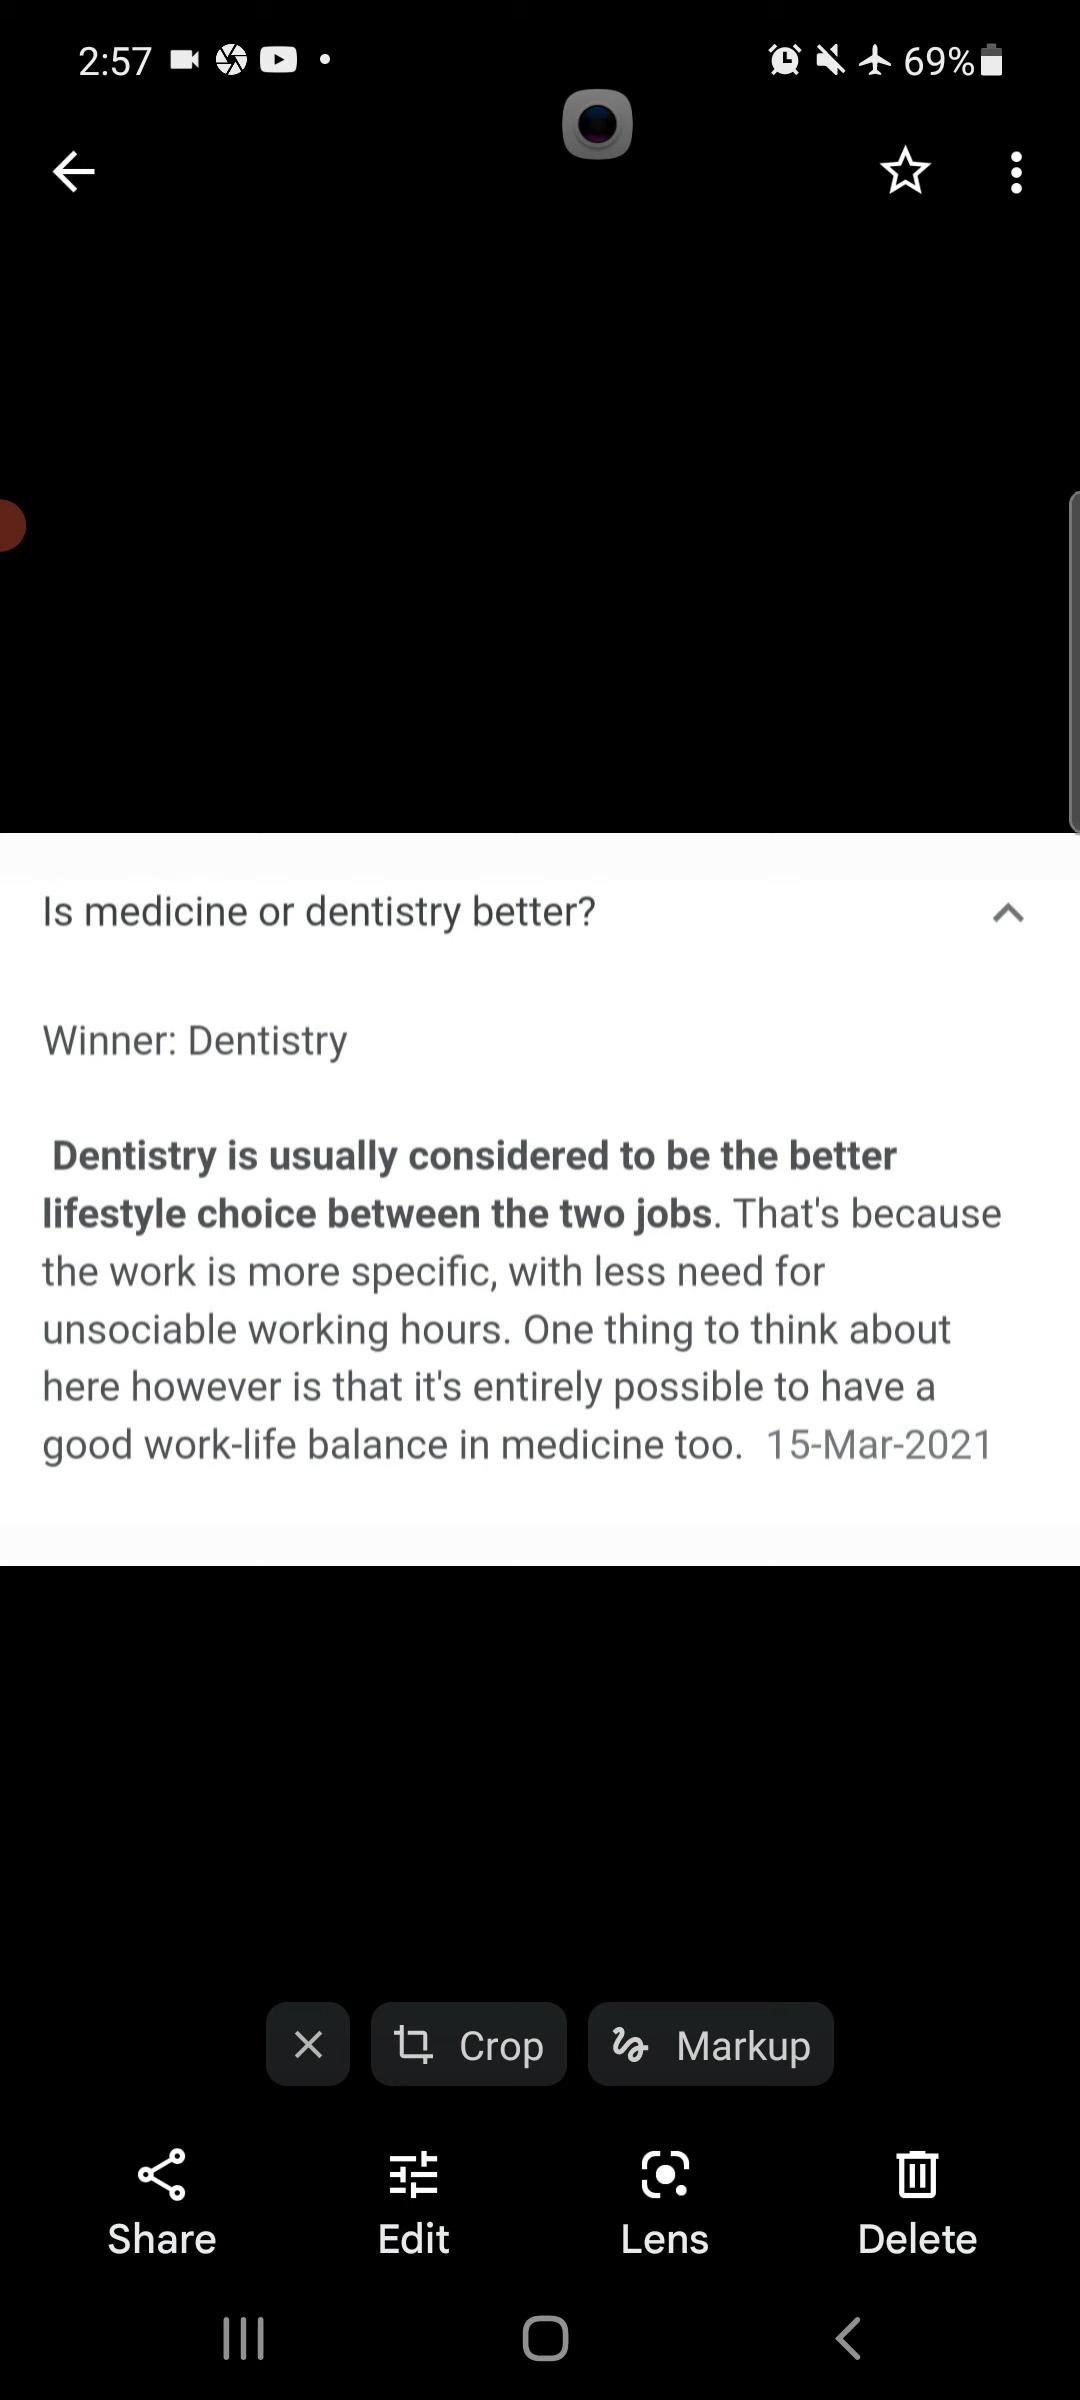 2:57
69%
Is medicine or dentistry better?
Winner: Dentistry
Dentistry is usually considered to be the better
lifestyle choice between the two jobs. That's because
the work is more specific, with less need for
unsociable working hours. One thing to think about
here however is that it's entirely possible to have a
good work-life balance in medicine too. 15-Mar-2021
Crop Markup
Share Edit Lens Delete